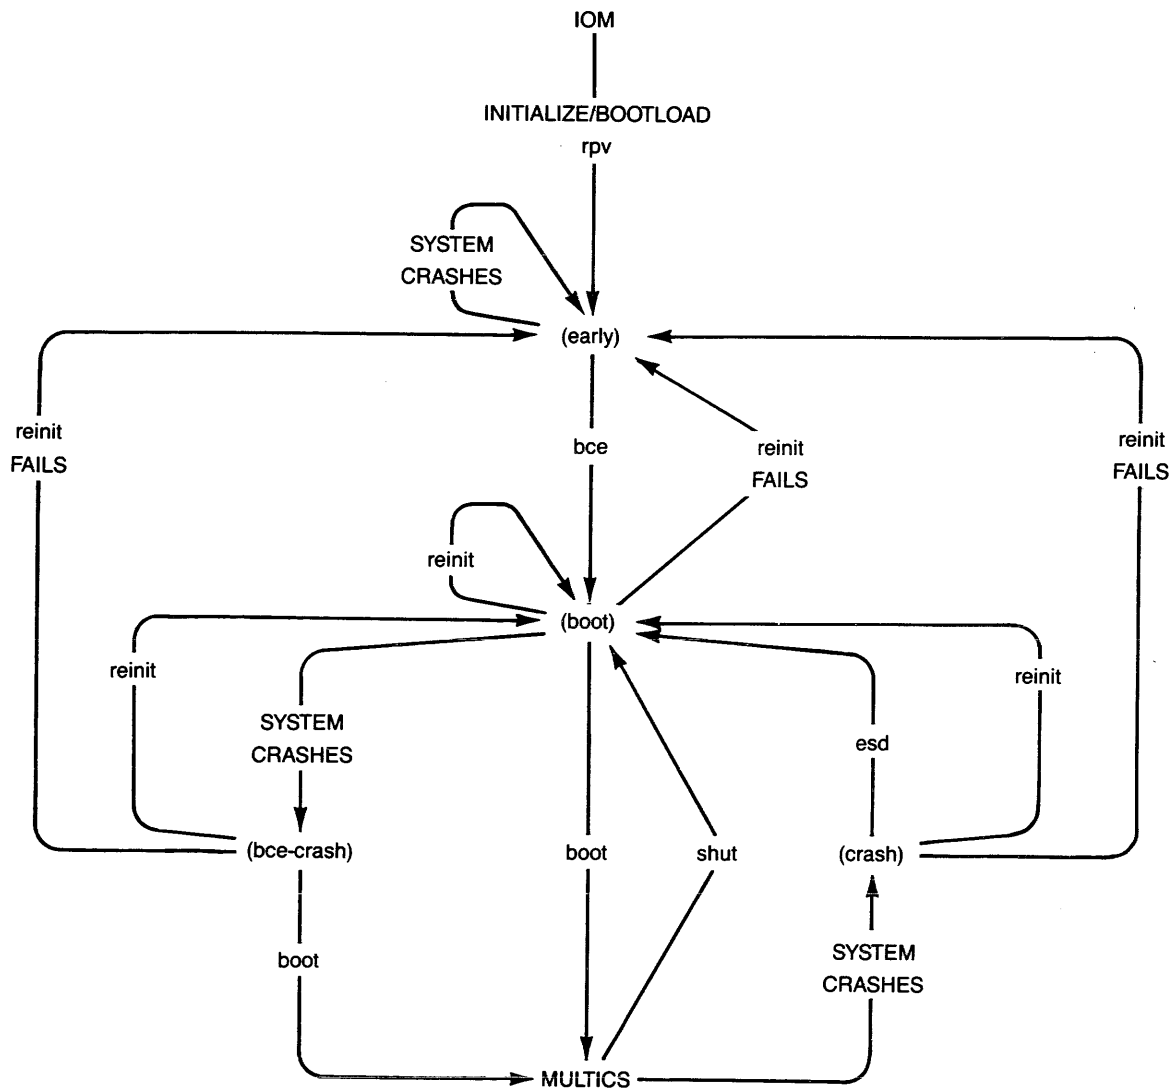 IOM
INITIALIZE/BOOTLOAD
rpv
SYSTEM
CRASHES
(early)
reinit
FAILS
bce
reinit
FAILS
reinit
FAILS
reinit
(boot)
reinit
SYSTEM
CRASHES
reinit
esd
(bce-crash)
boot
shut
(crash)
boot
SYSTEM
CRASHES
MULTICS